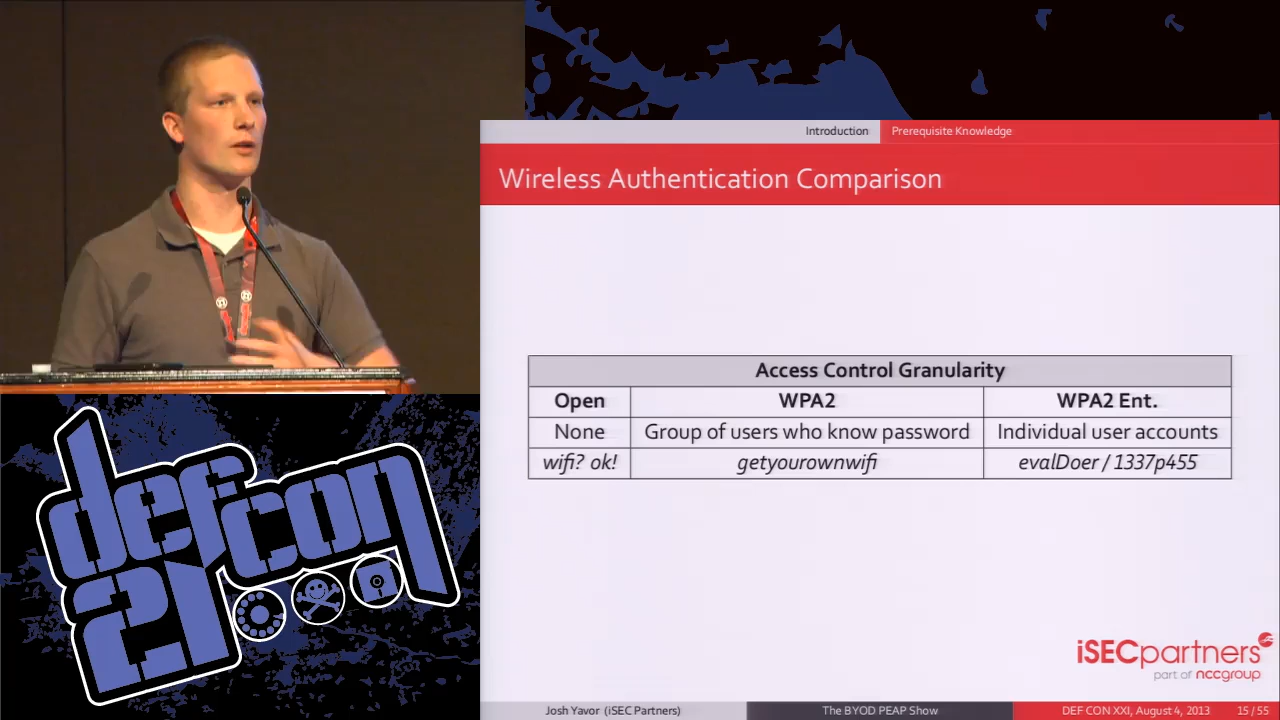 Introduction Prerequisite Knowledge
Wireless Authentication Comparison
Access Control Granularity
Open WPA2 WPA2 Ent.
None Group of users who know password Individual user accounts
wifi? ok! getyourownwifi evalDoer / 1337p455
defcon
21
iSECpartners
part of nccgroup
Josh Yavor (iSEC Partners) The BYOD PEAP Show DEF CON XXI, August 4, 2013 15 / 55